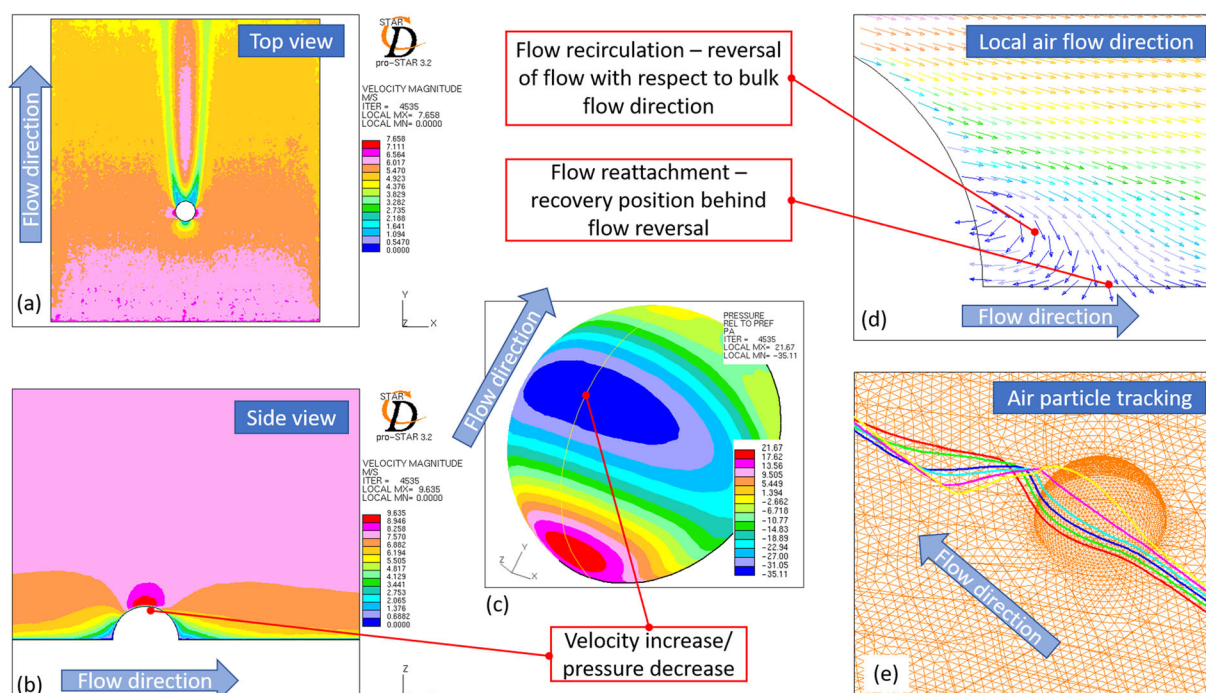 Top view
STAR
D
pro-STAR 3.2
VELOCITY MAGNITUDE
M/S
ITER = 4535
LOCAL MX= 7.658
LOCAL MN= 0.0000
7.658
7.111
6.564
6.017
5.470
4.923
4.376
3.829
3.282
2.735
2.188
1.641
1.094
0.5470
0.0000
Flow direction
(a)
Y
Z
X
Side view
STAR
D
pro-STAR 3.2
VELOCITY MAGNITUDE
M/S
ITER = 4535
LOCAL MX= 9.635
LOCAL MN= 0.0000
9.635
8.946
8.258
7.570
6.882
6.194
5.505
4.817
4.129
3.441
2.753
2.065
1.376
0.6882
0.0000
(b)
Flow direction
Z
Flow recirculation – reversal
of flow with respect to bulk
flow direction
Flow reattachment –
recovery position behind
flow reversal
Flow direction
PRESSURE
REL TO PREF
PA
ITER = 4535
LOCAL MX= 21.67
LOCAL MN= -35.11
21.67
17.62
13.56
9.505
5.449
1.394
-2.662
-6.718
-10.77
-14.83
-18.89
-22.94
-27.00
-31.05
-35.11
Y
Z
X
(c)
Velocity increase/
pressure decrease
Local air flow direction
(d)
Flow direction
Air particle tracking
Flow direction
(e)